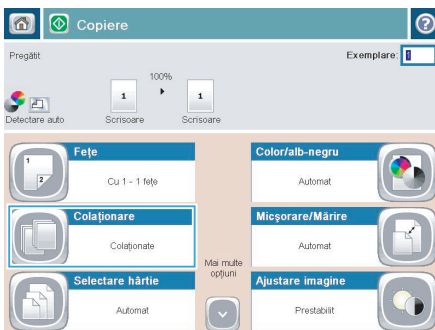 Copiere
Pregătit
Exemplare: 1
100%
1
1
Detectare auto
Scrisoare
Scrisoare
Fețe
1
2
Cu 1 - 1 fețe
Color/alb-negru
Automat
Colaționare
Colaționate
Micșorare/Mărire
Automat
Mai multe
opțiuni
Selectare hârtie
Automat
Ajustare imagine
Prestabilit